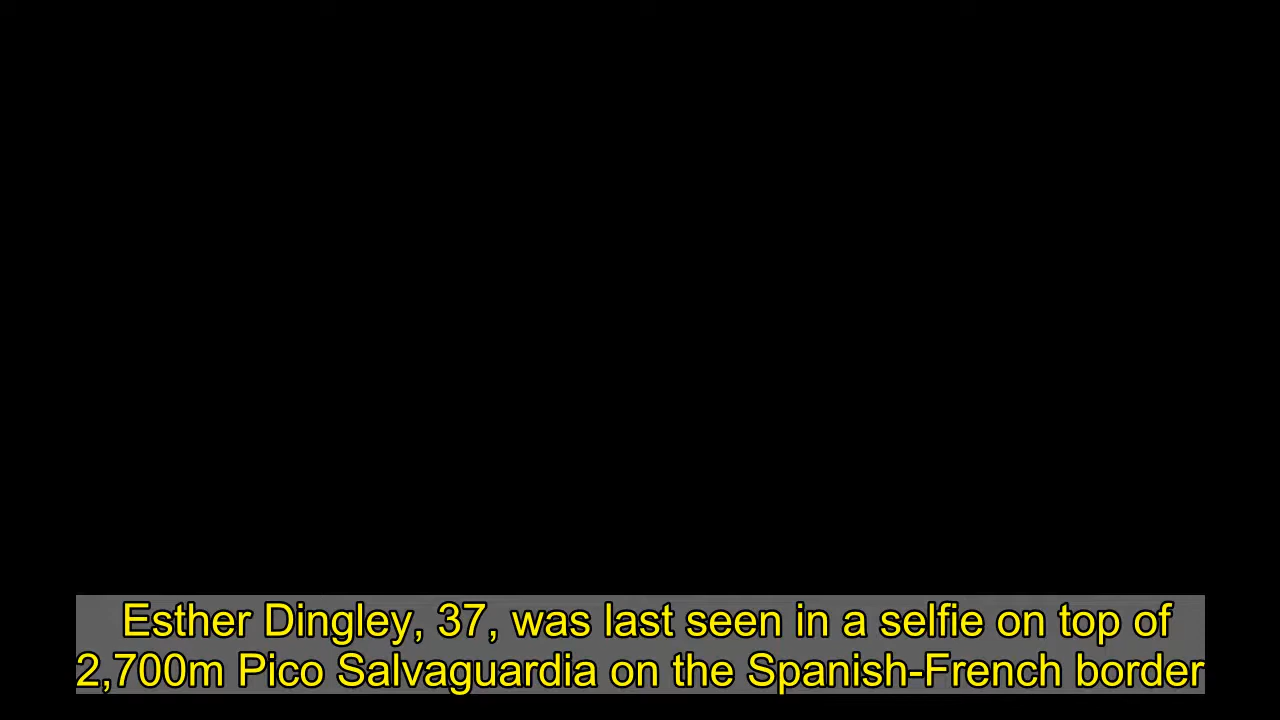 Esther Dingley, 37, was last seen in a selfie on top of
2,700m Pico Salvaguardia on the Spanish-French border